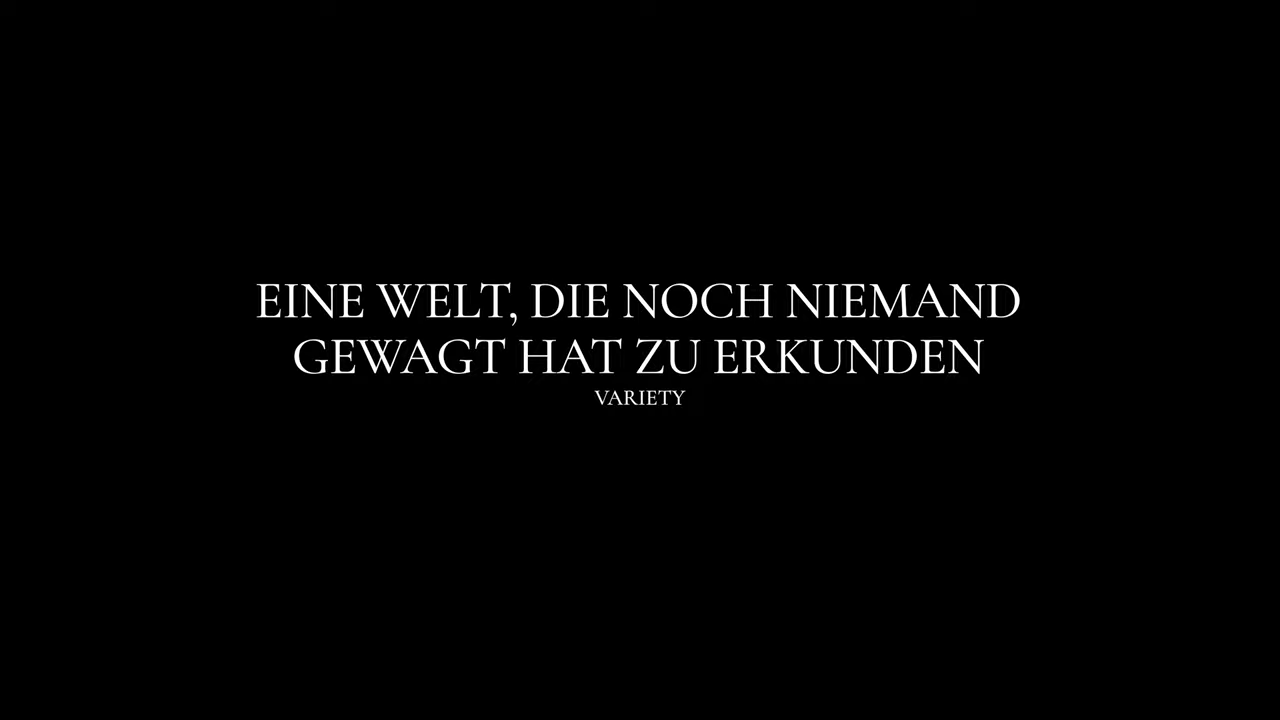 EINE WELT, DIE NOCH NIEMAND
GEWAGT HAT ZU ERKUNDEN
VARIETY